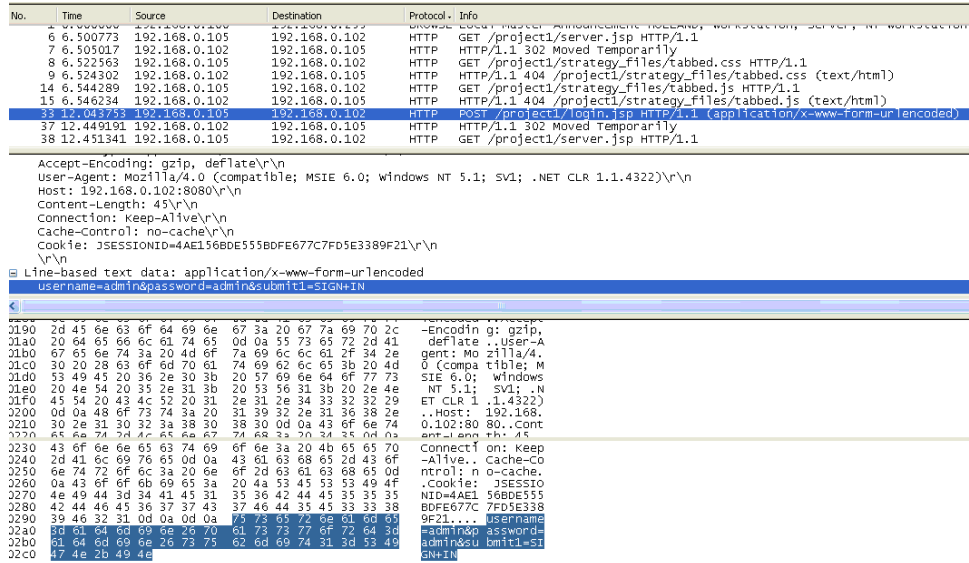 No. Time Source Destination Protocol Info
6 6.500773 192.168.0.105 192.168.0.102 HTTP GET /project1/server.jsp HTTP/1.1
7 6.505017 192.168.0.102 192.168.0.105 HTTP HTTP/1.1 302 Moved Temporarily
8 6.522563 192.168.0.105 192.168.0.102 HTTP GET /project1/strategy_files/tabbed.css HTTP/1.1
9 6.524302 192.168.0.102 192.168.0.105 HTTP HTTP/1.1 404 /project1/strategy_files/tabbed.css (text/html)
14 6.544289 192.168.0.105 192.168.0.102 HTTP GET /project1/strategy_files/tabbed.js HTTP/1.1
15 6.546234 192.168.0.102 192.168.0.105 HTTP HTTP/1.1 404 /project1/strategy_files/tabbed.js (text/html)
33 12.043753 192.168.0.105 192.168.0.102 HTTP POST /project1/login.jsp HTTP/1.1 (application/x-www-form-urlencoded)
37 12.449191 192.168.0.102 192.168.0.105 HTTP HTTP/1.1 302 Moved Temporarily
38 12.451341 192.168.0.105 192.168.0.102 HTTP GET /project1/server.jsp HTTP/1.1
Accept-Encoding: gzip, deflate\r\n
User-Agent: Mozilla/4.0 (compatible; MSIE 6.0; Windows NT 5.1; SV1; .NET CLR 1.1.4322)\r\n
Host: 192.168.0.102:8080\r\n
Content-Length: 45\r\n
Connection: Keep-Alive\r\n
Cache-Control: no-cache\r\n
Cookie: JSESSIONID=4AE156BDE555BDFE677C7FD5E3389F21\r\n
\r\n
Line-based text data: application/x-www-form-urlencoded
username=admin&password=admin&submit1=SIGN+IN
0190 2d 45 6e 63 6f 64 69 6e 67 3a 20 67 7a 69 70 2c -Encodin g: gzip,
01a0 20 64 65 66 6c 61 74 65 0d 0a 55 73 65 72 2d 41 deflate ..User-A
01b0 67 65 6e 74 3a 20 4d 6f 7a 69 6c 6c 61 2f 34 2e gent: Mo zilla/4.
01c0 30 20 28 63 6f 6d 70 61 74 69 62 6c 65 3b 20 4d 0 (compa tible; M
01d0 53 49 45 20 36 2e 30 3b 20 57 69 6e 64 6f 77 73 SIE 6.0; Windows
01e0 20 4e 54 20 35 2e 31 3b 20 53 56 31 3b 20 2e 4e NT 5.1; SV1; .N
01f0 45 54 20 43 4c 52 20 31 2e 31 2e 34 33 32 32 29 ET CLR 1 .1.4322)
0200 0d 0a 48 6f 73 74 3a 20 31 39 32 2e 31 36 38 2e ..Host: 192.168.
0210 30 2e 31 30 32 3a 38 30 38 30 0d 0a 43 6f 6e 74 0.102:80 80..Cont
0220 65 6e 74 2d 4c 65 6e 67 74 68 3a 20 34 35 0d 0a ent-Leng th: 45..
0230 43 6f 6e 6e 65 63 74 69 6f 6e 3a 20 4b 65 65 70 Connecti on: Keep
0240 2d 41 6c 69 76 65 0d 0a 43 61 63 68 65 2d 43 6f -Alive.. Cache-Co
0250 6e 74 72 6f 6c 3a 20 6e 6f 2d 63 61 63 68 65 0d ntrol: n o-cache.
0260 0a 43 6f 6f 6b 69 65 3a 20 4a 53 45 53 53 49 4f .Cookie: JSESSIO
0270 4e 49 44 3d 34 41 45 31 35 36 42 44 45 35 35 35 NID=4AE1 56BDE555
0280 42 44 46 45 36 37 37 43 37 46 44 35 45 33 33 38 BDFE677C 7FD5E338
0290 39 46 32 31 0d 0a 0d 0a 75 73 65 72 6e 61 6d 65 9F21.... username
02a0 3d 61 64 6d 69 6e 26 70 61 73 73 77 6f 72 64 3d =admin&p assword=
02b0 61 64 6d 69 6e 26 73 75 62 6d 69 74 31 3d 53 49 admin&su bmit1=SI
02c0 47 4e 2b 49 4e GN+IN